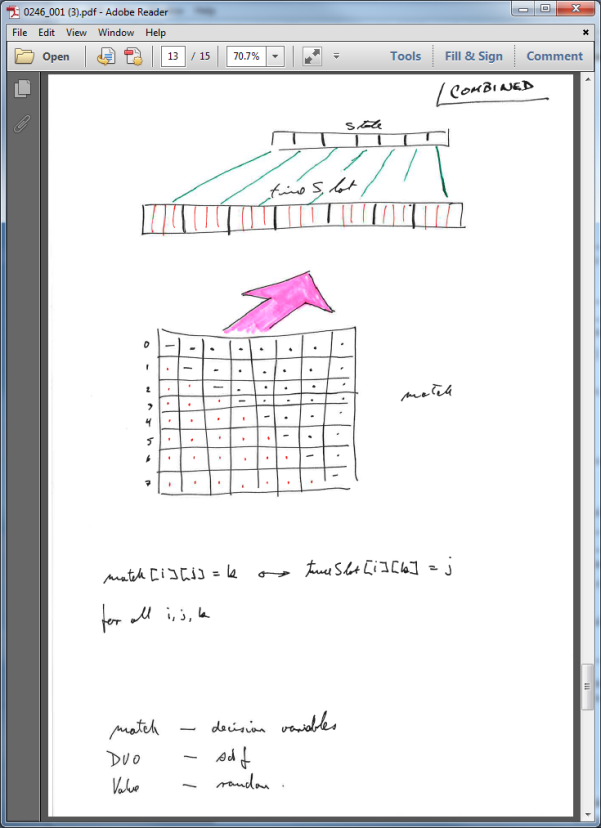 0246_001 (3).pdf - Adobe Reader
File Edit View Window Help
Open 13 / 15 70.7% Tools Fill & Sign Comment
COMBINED
State
time Slot
0
1
2
3
4
5
6
7
match
match[i][j] = k ⟷ timeSlot[i][k] = j
for all i, j, k
match — decision variables
DVO — sdf
Value — random.